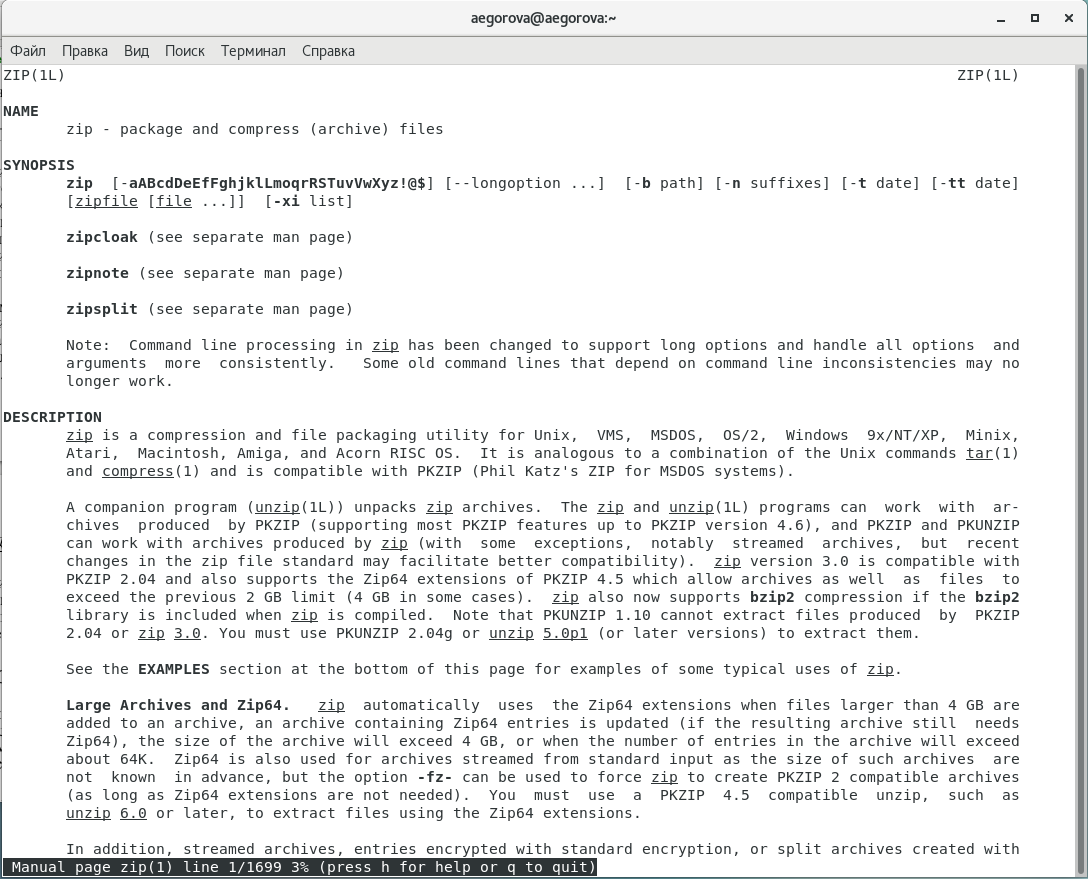 aegorova@aegorova:~
Файл Правка Вид Поиск Терминал Справка
ZIP(1L) ZIP(1L)
NAME
zip - package and compress (archive) files
SYNOPSIS
zip [-aABcdDeEfFghjklLmoqrRSTuvVwXyz!@$] [--longoption ...] [-b path] [-n suffixes] [-t date] [-tt date]
[zipfile [file ...]] [-xi list]
zipcloak (see separate man page)
zipnote (see separate man page)
zipsplit (see separate man page)
Note: Command line processing in zip has been changed to support long options and handle all options and
arguments more consistently. Some old command lines that depend on command line inconsistencies may no
longer work.
DESCRIPTION
zip is a compression and file packaging utility for Unix, VMS, MSDOS, OS/2, Windows 9x/NT/XP, Minix,
Atari, Macintosh, Amiga, and Acorn RISC OS. It is analogous to a combination of the Unix commands tar(1)
and compress(1) and is compatible with PKZIP (Phil Katz's ZIP for MSDOS systems).
A companion program (unzip(1L)) unpacks zip archives. The zip and unzip(1L) programs can work with ar-
chives produced by PKZIP (supporting most PKZIP features up to PKZIP version 4.6), and PKZIP and PKUNZIP
can work with archives produced by zip (with some exceptions, notably streamed archives, but recent
changes in the zip file standard may facilitate better compatibility). zip version 3.0 is compatible with
PKZIP 2.04 and also supports the Zip64 extensions of PKZIP 4.5 which allow archives as well as files to
exceed the previous 2 GB limit (4 GB in some cases). zip also now supports bzip2 compression if the bzip2
library is included when zip is compiled. Note that PKUNZIP 1.10 cannot extract files produced by PKZIP
2.04 or zip 3.0. You must use PKUNZIP 2.04g or unzip 5.0p1 (or later versions) to extract them.
See the EXAMPLES section at the bottom of this page for examples of some typical uses of zip.
Large Archives and Zip64. zip automatically uses the Zip64 extensions when files larger than 4 GB are
added to an archive, an archive containing Zip64 entries is updated (if the resulting archive still needs
Zip64), the size of the archive will exceed 4 GB, or when the number of entries in the archive will exceed
about 64K. Zip64 is also used for archives streamed from standard input as the size of such archives are
not known in advance, but the option -fz- can be used to force zip to create PKZIP 2 compatible archives
(as long as Zip64 extensions are not needed). You must use a PKZIP 4.5 compatible unzip, such as
unzip 6.0 or later, to extract files using the Zip64 extensions.
In addition, streamed archives, entries encrypted with standard encryption, or split archives created with
Manual page zip(1) line 1/1699 3% (press h for help or q to quit)